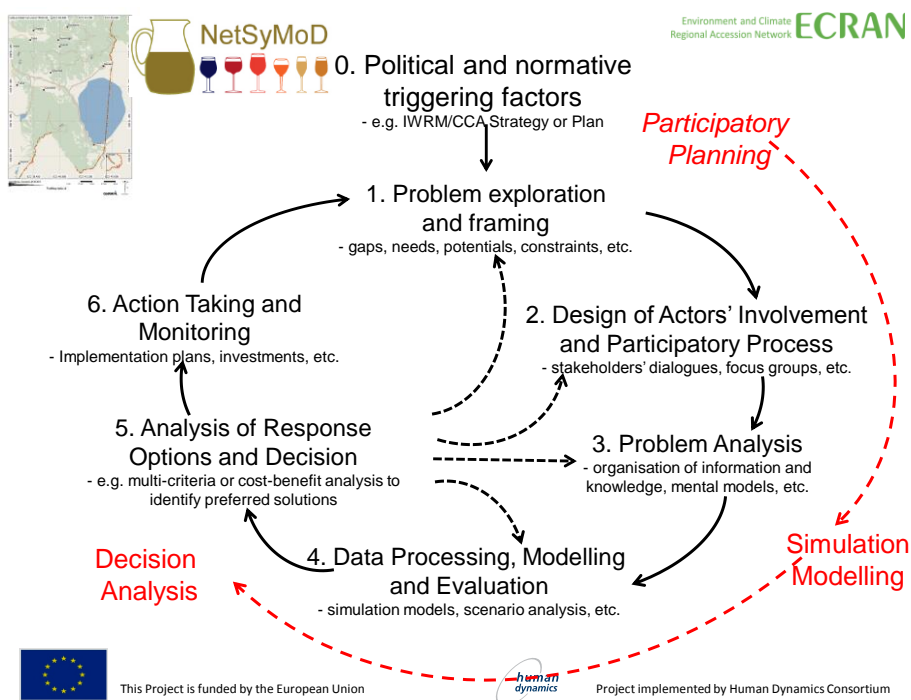 NetSyMoD
Environment and Climate
Regional Accession Network ECRAN
0. Political and normative
triggering factors
- e.g. IWRM/CCA Strategy or Plan
Participatory
Planning
1. Problem exploration
and framing
- gaps, needs, potentials, constraints, etc.
6. Action Taking and
Monitoring
- Implementation plans, investments, etc.
2. Design of Actors' Involvement
and Participatory Process
- stakeholders' dialogues, focus groups, etc.
5. Analysis of Response
Options and Decision
- e.g. multi-criteria or cost-benefit analysis to
identify preferred solutions
3. Problem Analysis
- organisation of information and
knowledge, mental models, etc.
4. Data Processing, Modelling
and Evaluation
- simulation models, scenario analysis, etc.
Decision
Analysis
Simulation
Modelling
This Project is funded by the European Union
human
dynamics
Project implemented by Human Dynamics Consortium